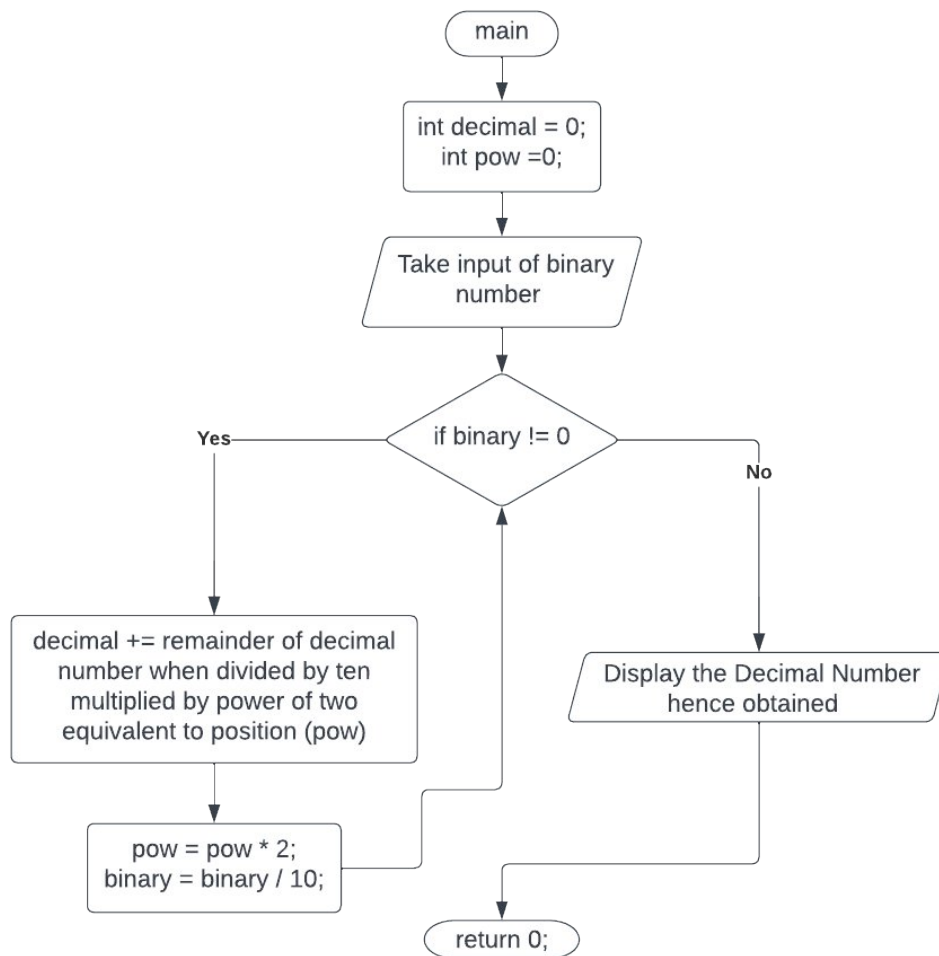 main
int decimal = 0;
int pow =0;
Take input of binary
number
if binary != 0
Yes
No
decimal += remainder of decimal
number when divided by ten
multiplied by power of two
equivalent to position (pow)
Display the Decimal Number
hence obtained
pow = pow * 2;
binary = binary / 10;
return 0;